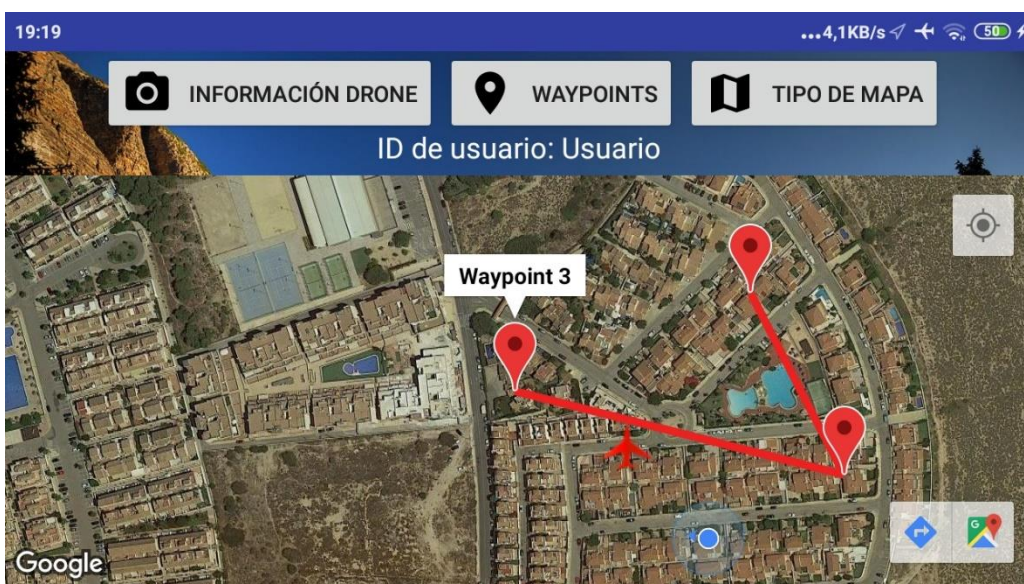 19:19
...4,1KB/s
50
INFORMACIÓN DRONE
WAYPOINTS
TIPO DE MAPA
ID de usuario: Usuario
Waypoint 3
G
Google